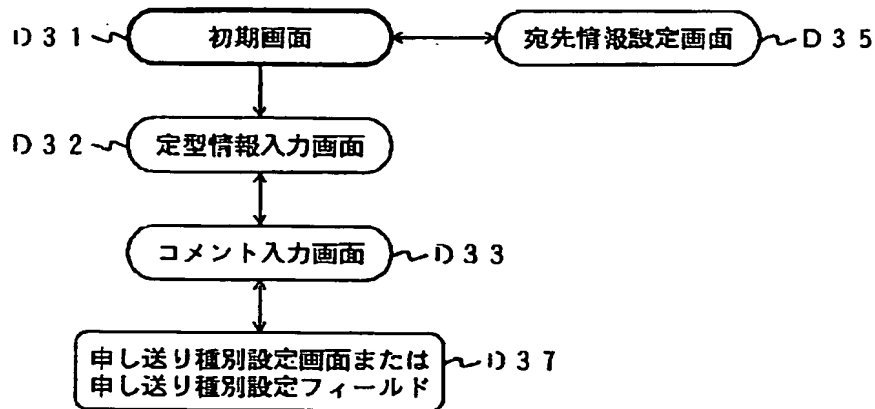 D31 初期画面 宛先情報設定画面 D35
D32 定型情報入力画面
コメント入力画面 D33
申し送り種別設定画面または D37
申し送り種別設定フィールド